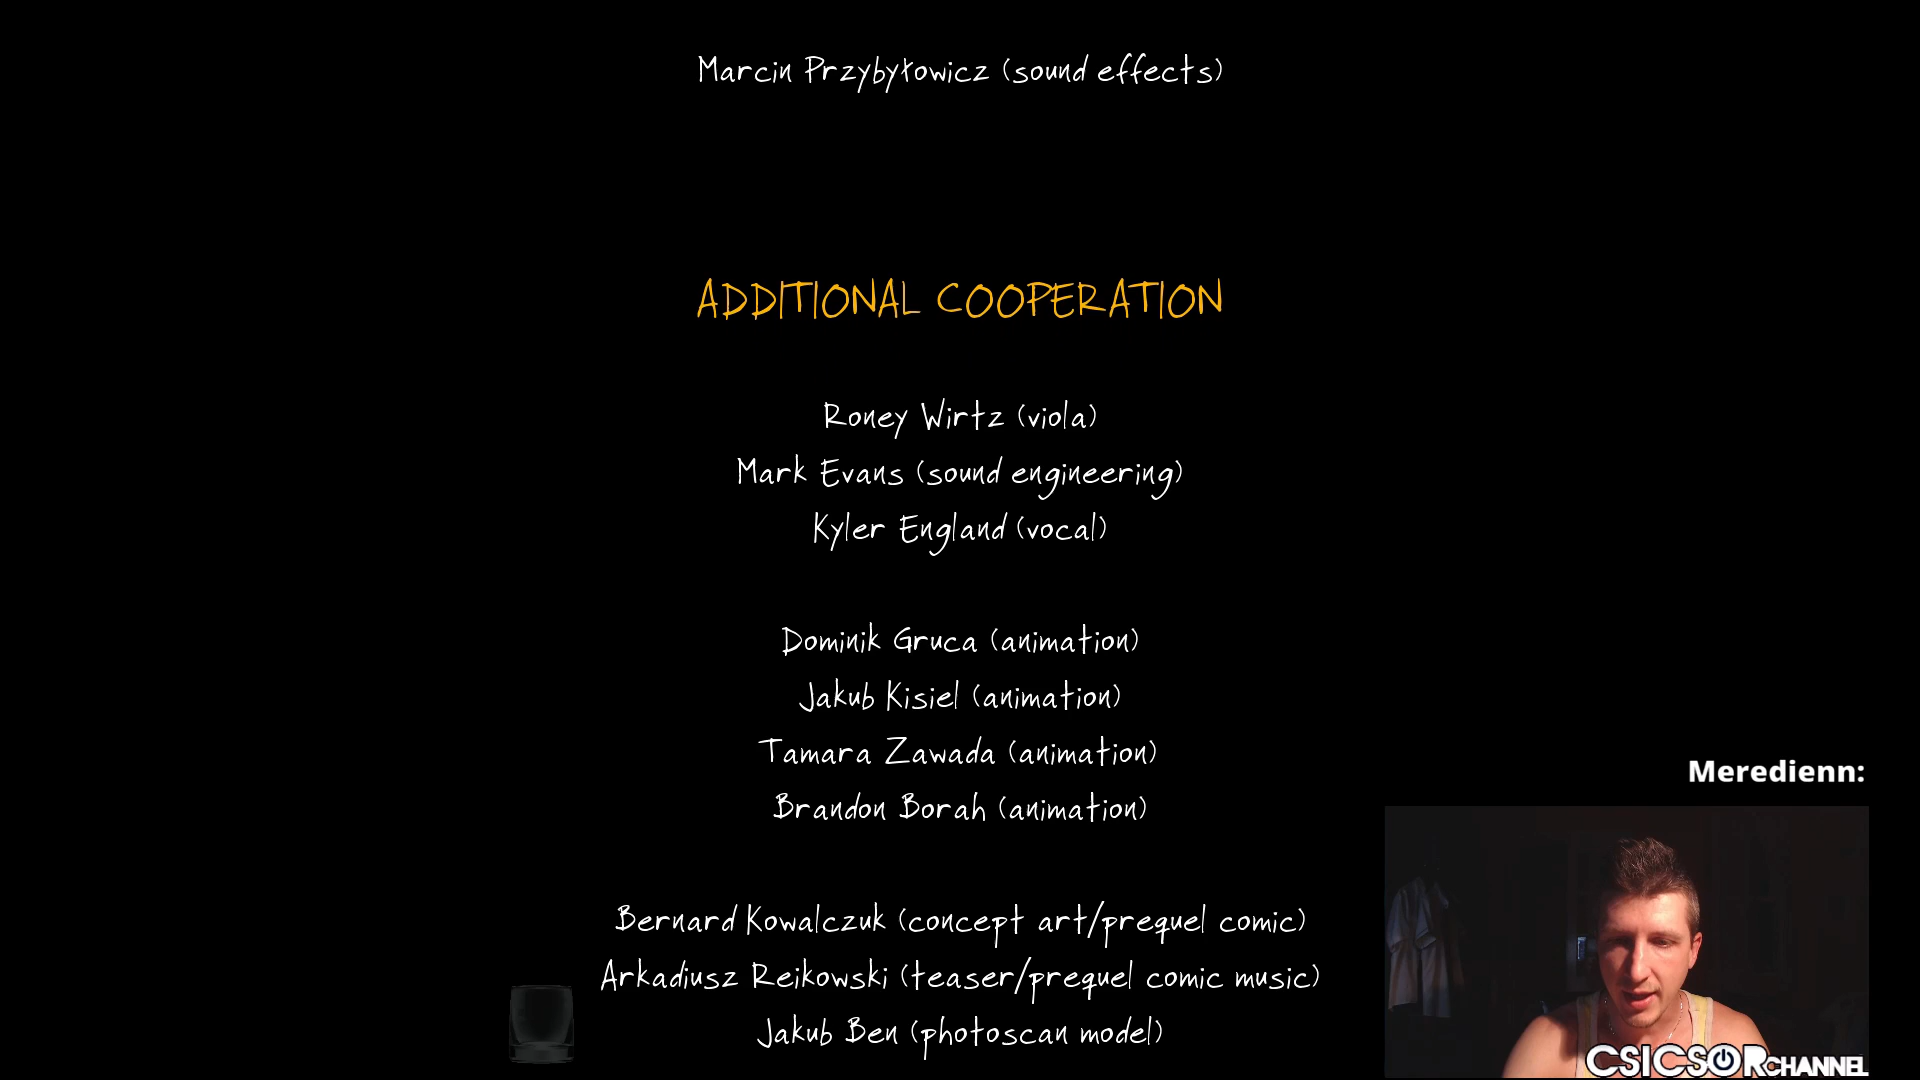 Marcin Przybyłowicz (sound effects)
ADDITIONAL COOPERATION
Roney Wirtz (viola)
Mark Evans (sound engineering)
Kyler England (vocal)
Dominik Gruca (animation)
Jakub Kisiel (animation)
Tamara Zawada (animation)
Brandon Borah (animation)
Bernard Kowalczuk (concept art/prequel comic)
Arkadiusz Reikowski (teaser/prequel comic music)
Jakub Ben (photoscan model)
Meredienn:
CSICSOR CHANNEL